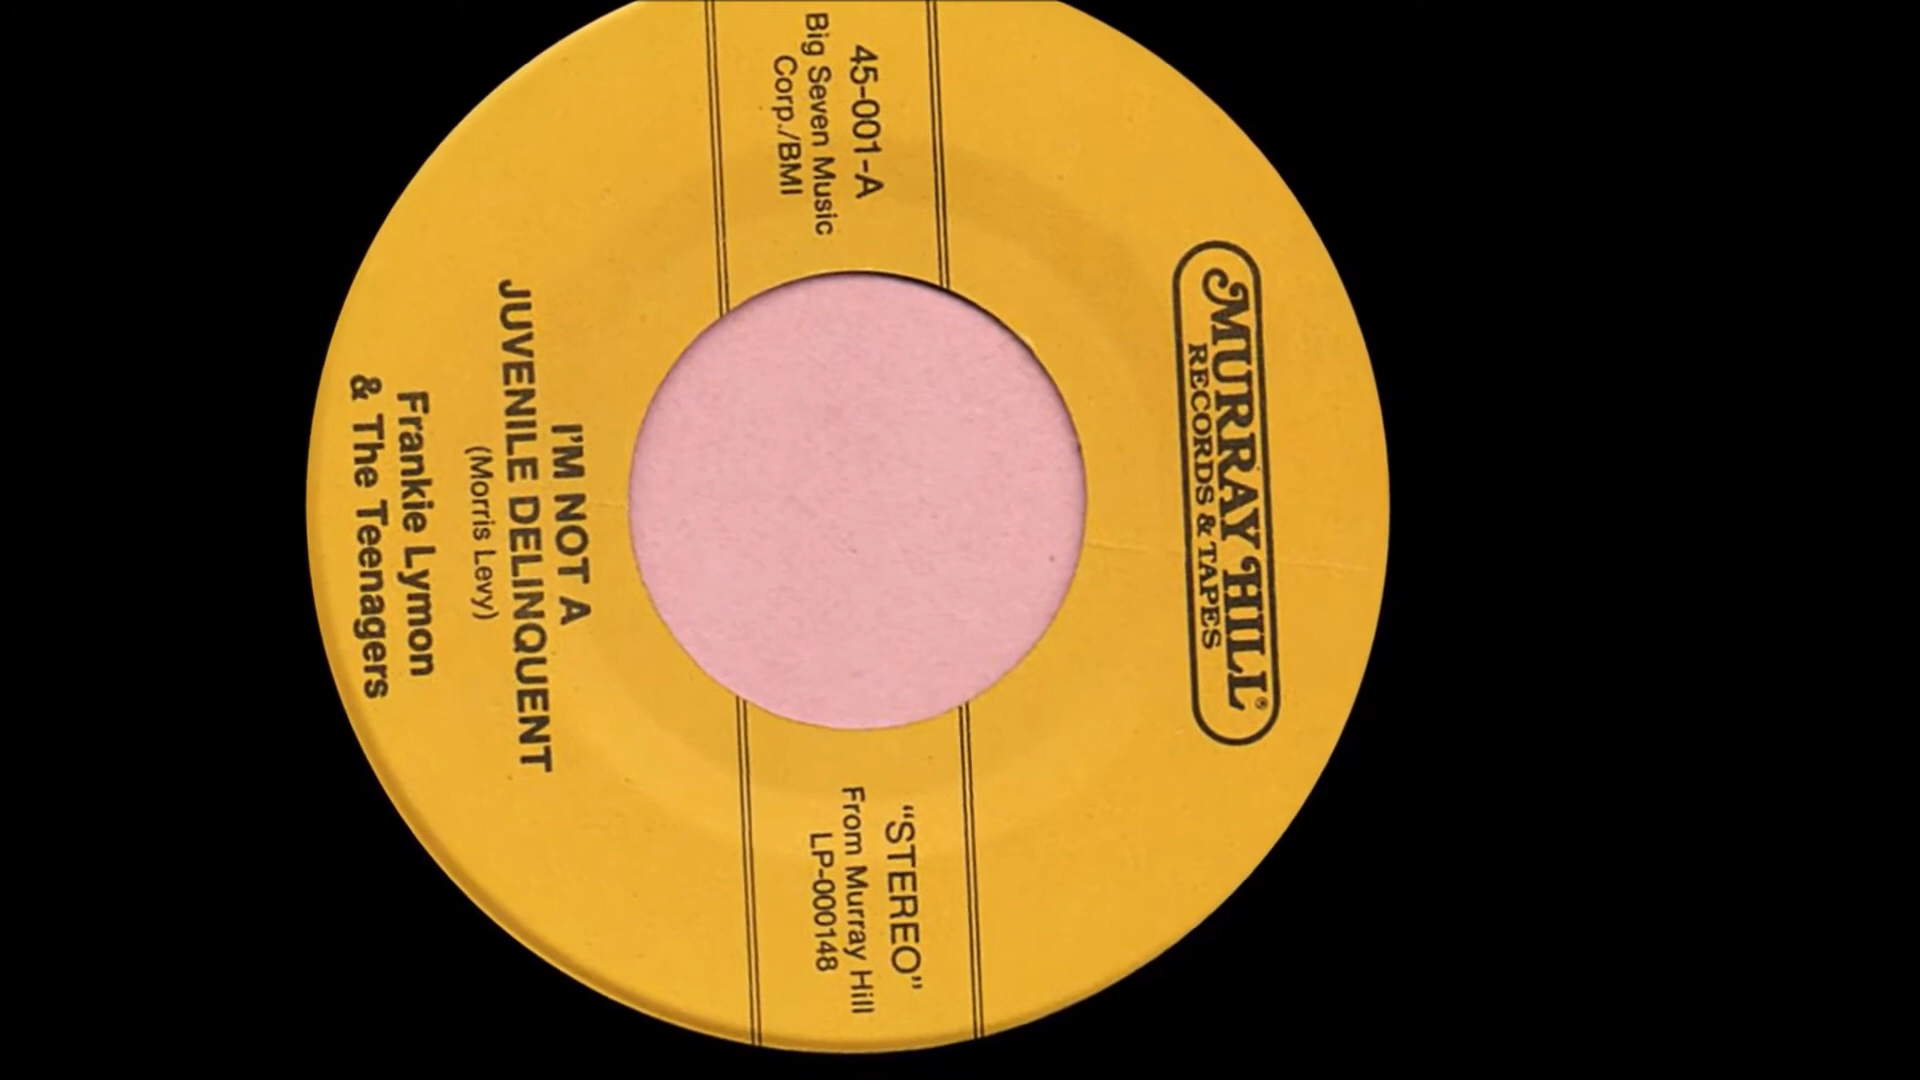 MURRAY HILL®
RECORDS & TAPES
45-001-A
Big Seven Music
Corp./BMI
"STEREO"
From Murray Hill
LP-000148
I'M NOT A
JUVENILE DELINQUENT
(Morris Levy)
Frankie Lymon
& The Teenagers